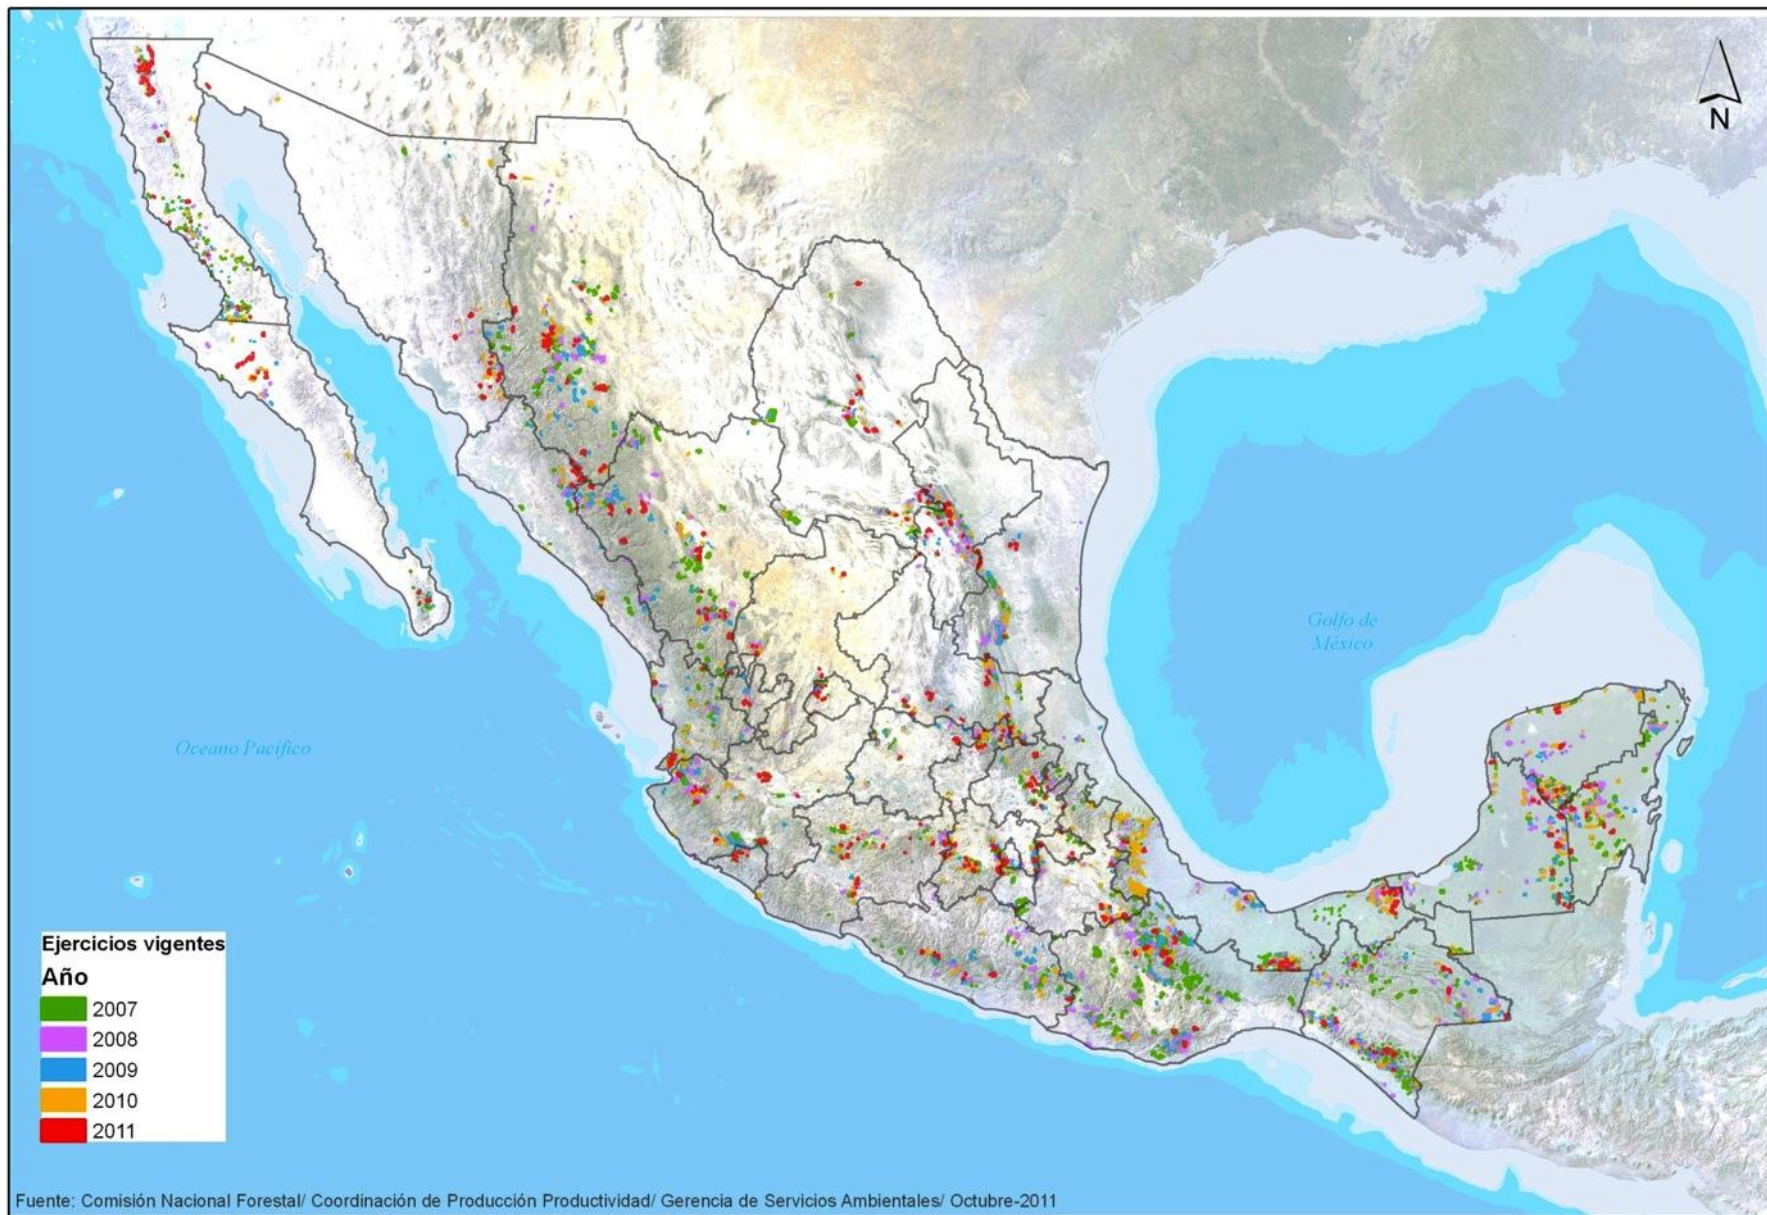 N
Golfo de
México
Oceano Pacífico
Ejercicios vigentes
Año
2007
2008
2009
2010
2011
Fuente: Comisión Nacional Forestal/ Coordinación de Producción Productividad/ Gerencia de Servicios Ambientales/ Octubre-2011